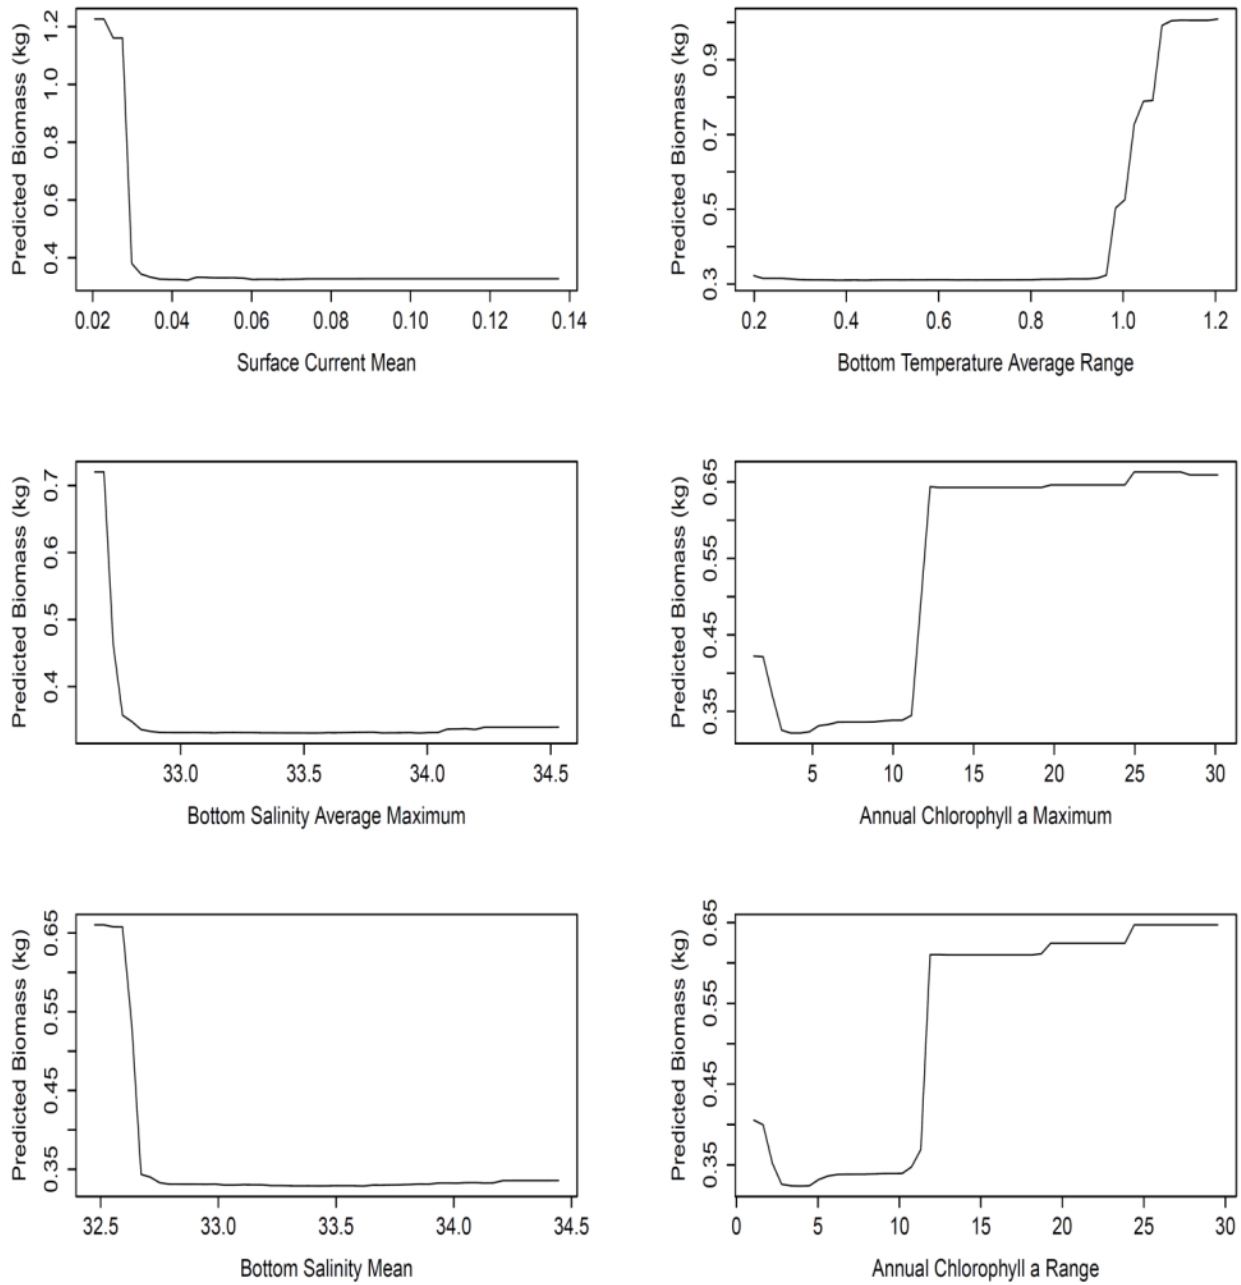 Predicted Biomass (kg)
1.2
1.0
0.8
0.6
0.4
0.02 0.04 0.06 0.08 0.10 0.12 0.14
Surface Current Mean
Predicted Biomass (kg)
0.9
0.7
0.5
0.3
0.2 0.4 0.6 0.8 1.0 1.2
Bottom Temperature Average Range
Predicted Biomass (kg)
0.7
0.6
0.5
0.4
33.0 33.5 34.0 34.5
Bottom Salinity Average Maximum
Predicted Biomass (kg)
0.65
0.55
0.45
0.35
5 10 15 20 25 30
Annual Chlorophyll a Maximum
Predicted Biomass (kg)
0.65
0.55
0.45
0.35
32.5 33.0 33.5 34.0 34.5
Bottom Salinity Mean
Predicted Biomass (kg)
0.65
0.55
0.45
0.35
0 5 10 15 20 25 30
Annual Chlorophyll a Range